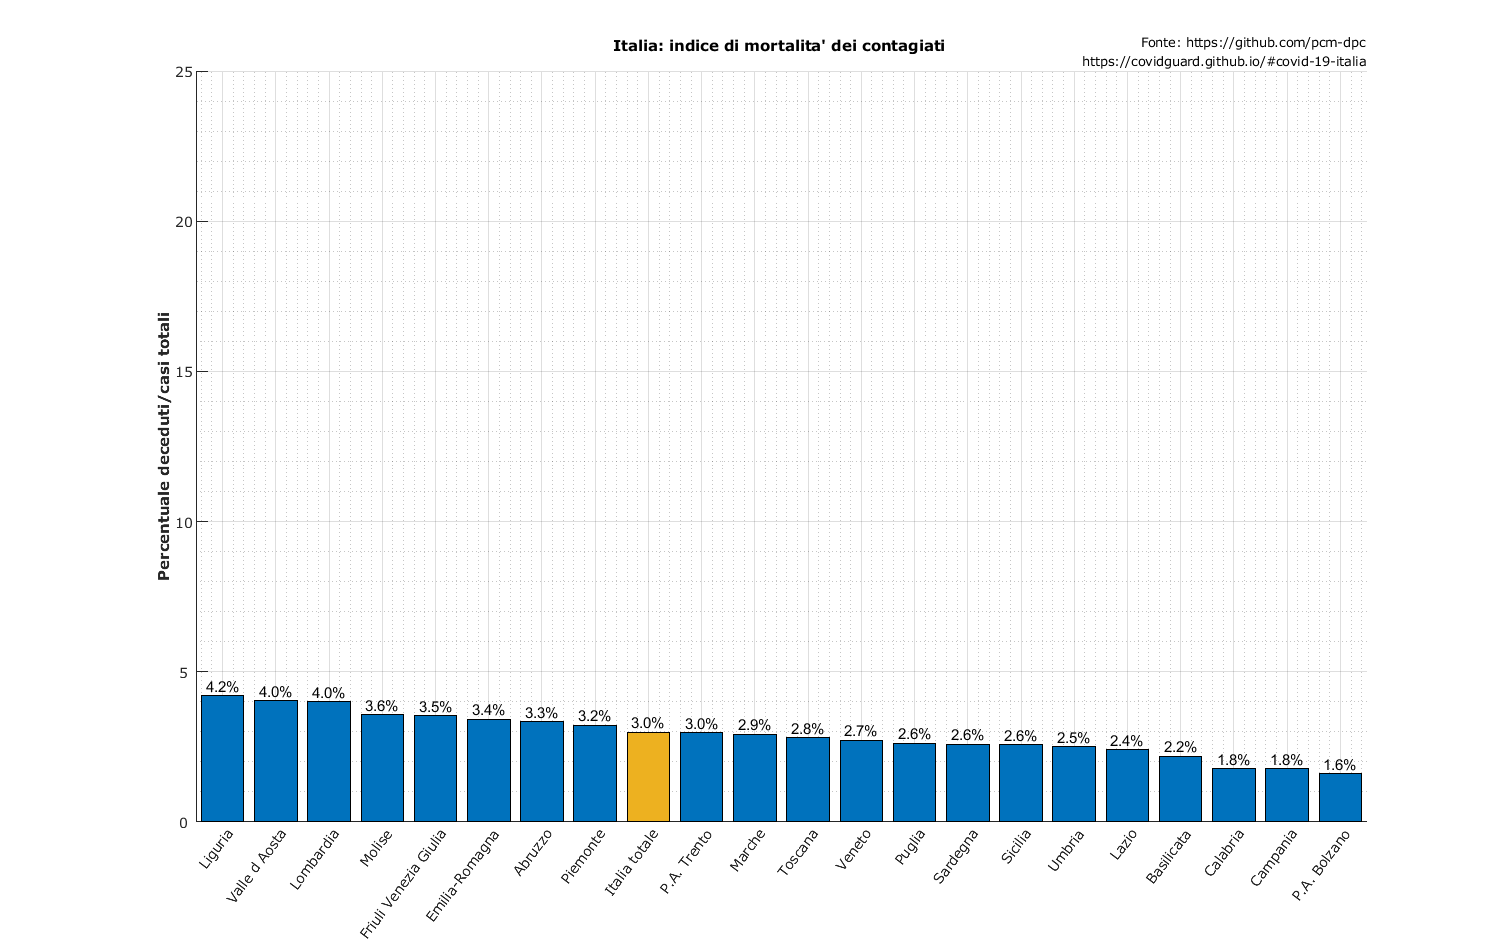 Italia: indice di mortalita' dei contagiati
Fonte: https://github.com/pcm-dpc
https://covidguard.github.io/#covid-19-italia
Percentuale deceduti/casi totali
25
20
15
10
5
0
4.2%
4.0%
4.0%
3.6%
3.5%
3.4%
3.3%
3.2%
3.0%
3.0%
2.9%
2.8%
2.7%
2.6%
2.6%
2.6%
2.5%
2.4%
2.2%
1.8%
1.8%
1.6%
Liguria
Valle d Aosta
Lombardia
Molise
Friuli Venezia Giulia
Emilia-Romagna
Abruzzo
Piemonte
Italia totale
P.A. Trento
Marche
Toscana
Veneto
Puglia
Sardegna
Sicilia
Umbria
Lazio
Basilicata
Calabria
Campania
P.A. Bolzano